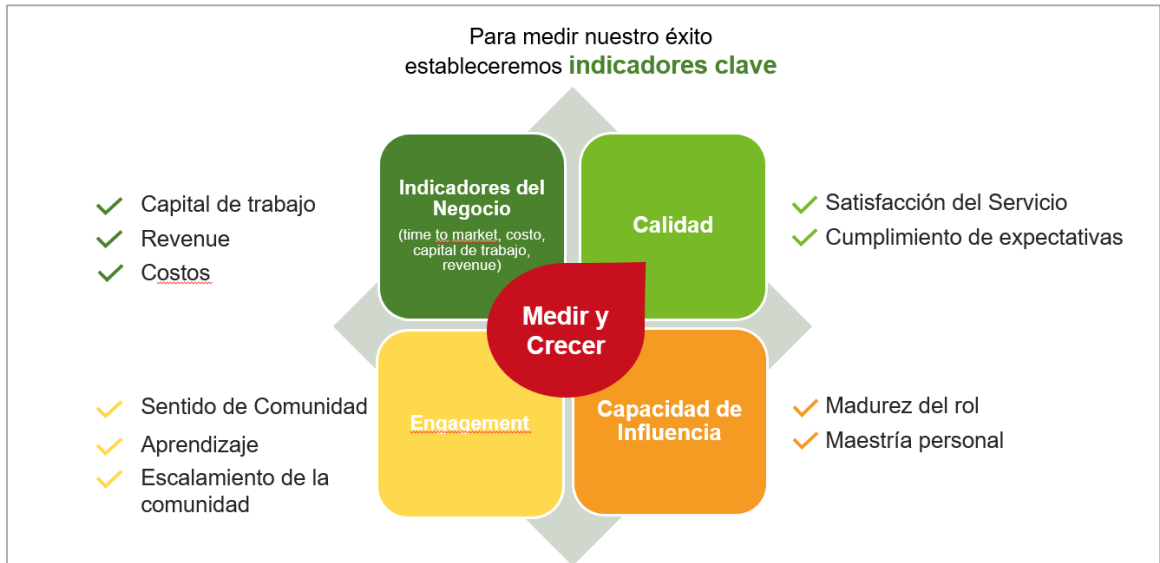 Para medir nuestro éxito
estableceremos indicadores clave
Indicadores del
Negocio
(time to market, costo,
capital de trabajo,
revenue)
Calidad
Medir y
Crecer
Engagement
Capacidad de
Influencia
Capital de trabajo
Revenue
Costos
Satisfacción del Servicio
Cumplimiento de expectativas
Sentido de Comunidad
Aprendizaje
Escalamiento de la
comunidad
Madurez del rol
Maestría personal